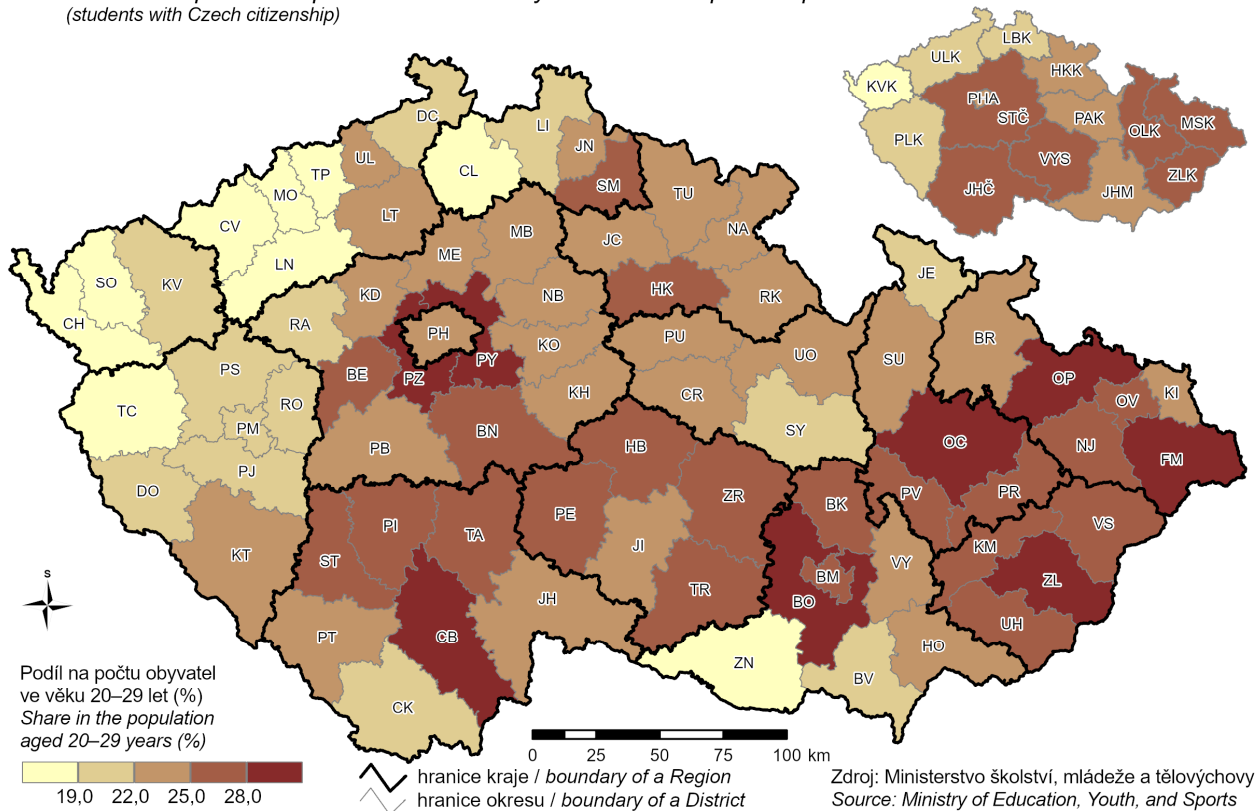 (students with Czech citizenship)
LBK
ULK
HKK
KVK
PHA
STČ
PAK
OLK
MSK
PLK
VYS
ZLK
JHČ
JHM
DC
LI
UL
JN
TP
CL
SM
MO
TU
LT
CV
MB
NA
JC
ME
LN
JE
SO
KV
KD
NB
HK
RK
CH
RA
PH
PU
BR
KO
UO
SU
PS
BE
PZ
PY
OP
KI
TC
RO
KH
CR
OV
PM
PB
BN
SY
OC
NJ
FM
HB
PJ
DO
ZR
PV
PR
PE
BK
VS
PI
TA
KT
JI
KM
ST
VY
BM
ZL
TR
JH
BO
UH
PT
CB
HO
ZN
BV
CK
S
Podíl na počtu obyvatel
ve věku 20–29 let (%)
Share in the population
aged 20–29 years (%)
19,0 22,0 25,0 28,0
0 25 50 75 100 km
hranice kraje / boundary of a Region
hranice okresu / boundary of a District
Zdroj: Ministerstvo školství, mládeže a tělovýchovy
Source: Ministry of Education, Youth, and Sports